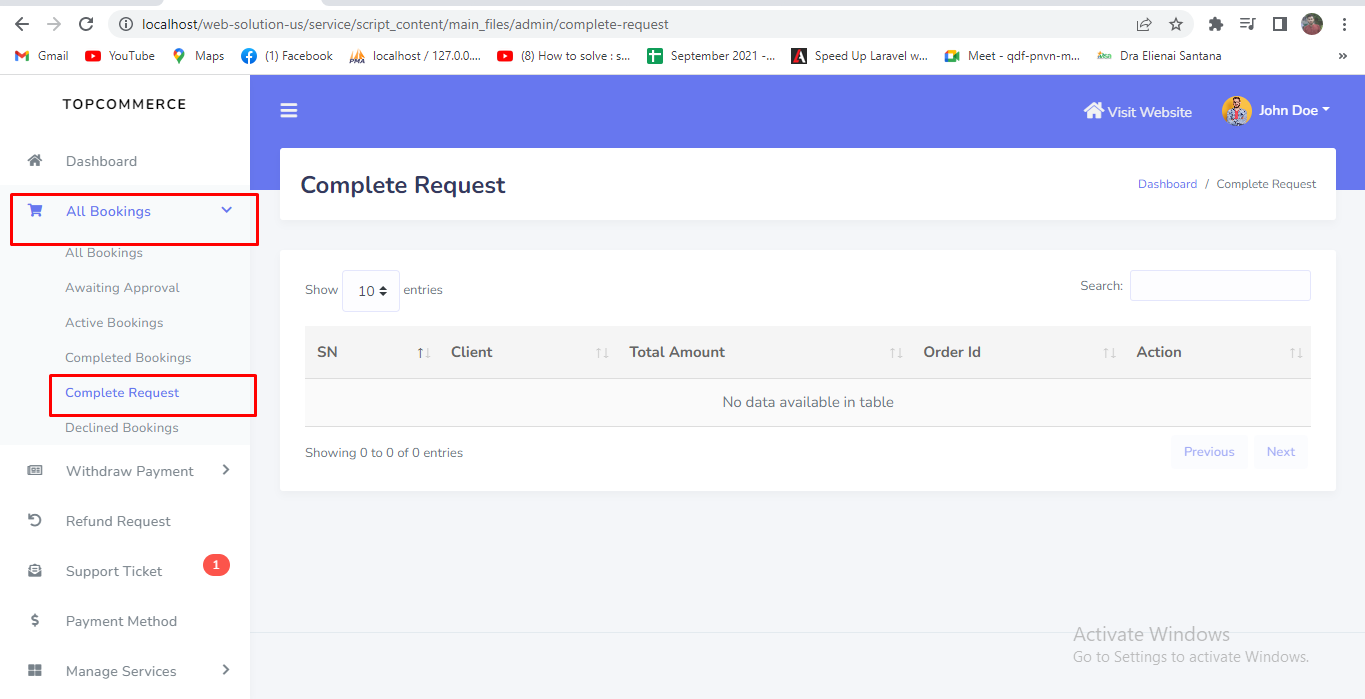 localhost/web-solution-us/service/script_content/main_files/admin/complete-request
Gmail YouTube Maps (1) Facebook localhost / 127.0.0.... (8) How to solve : s... September 2021 -... Speed Up Laravel w... Meet - qdf-pnvn-m... Dra Elienai Santana »
TOPCOMMERCE
Visit Website John Doe
Dashboard
All Bookings
All Bookings
Awaiting Approval
Active Bookings
Completed Bookings
Complete Request
Declined Bookings
Withdraw Payment
Refund Request
Support Ticket 1
Payment Method
Manage Services
Complete Request
Dashboard / Complete Request
Show 10 entries
Search:
SN Client Total Amount Order Id Action
No data available in table
Showing 0 to 0 of 0 entries
Previous Next
Activate Windows
Go to Settings to activate Windows.